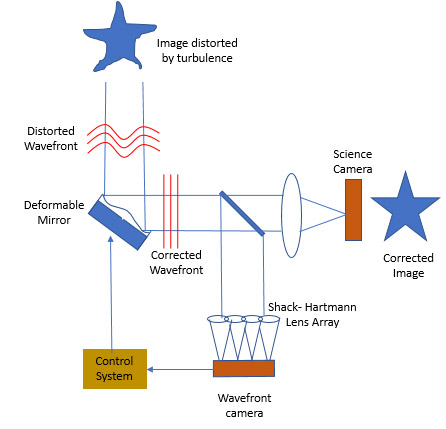 Image distorted
by turbulence
Distorted
Wavefront
Science
Camera
Deformable
Mirror
Corrected
Wavefront
Corrected
Image
Shack- Hartmann
Lens Array
Control
System
Wavefront
camera